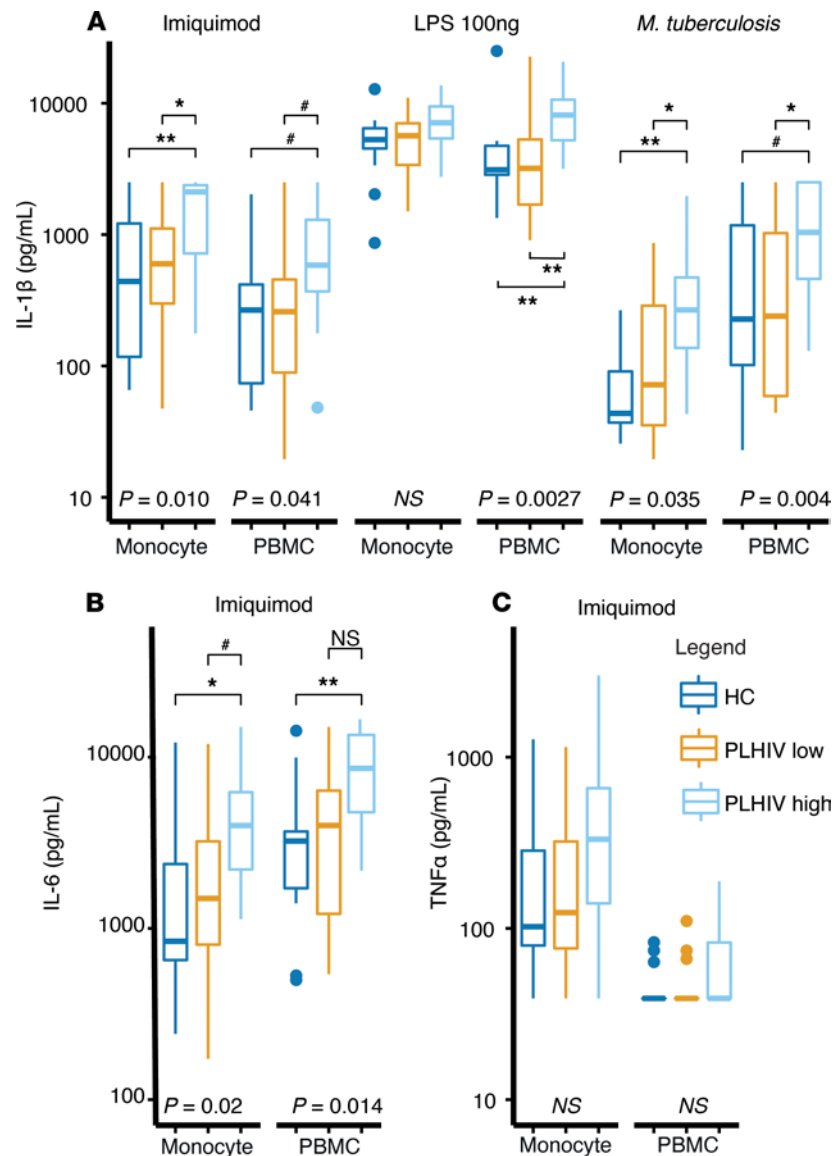 A
Imiquimod LPS 100ng M. tuberculosis
IL-1β (pg/mL)
10000
1000
100
10
* # * *
** # ** #
**
**
P = 0.010 P = 0.041 NS P = 0.0027 P = 0.035 P = 0.004
Monocyte PBMC Monocyte PBMC Monocyte PBMC
B
Imiquimod
IL-6 (pg/mL)
10000
1000
100
# NS
* **
P = 0.02 P = 0.014
Monocyte PBMC
C
Imiquimod
Legend
HC
PLHIV low
PLHIV high
TNFα (pg/mL)
1000
100
10
NS NS
Monocyte PBMC